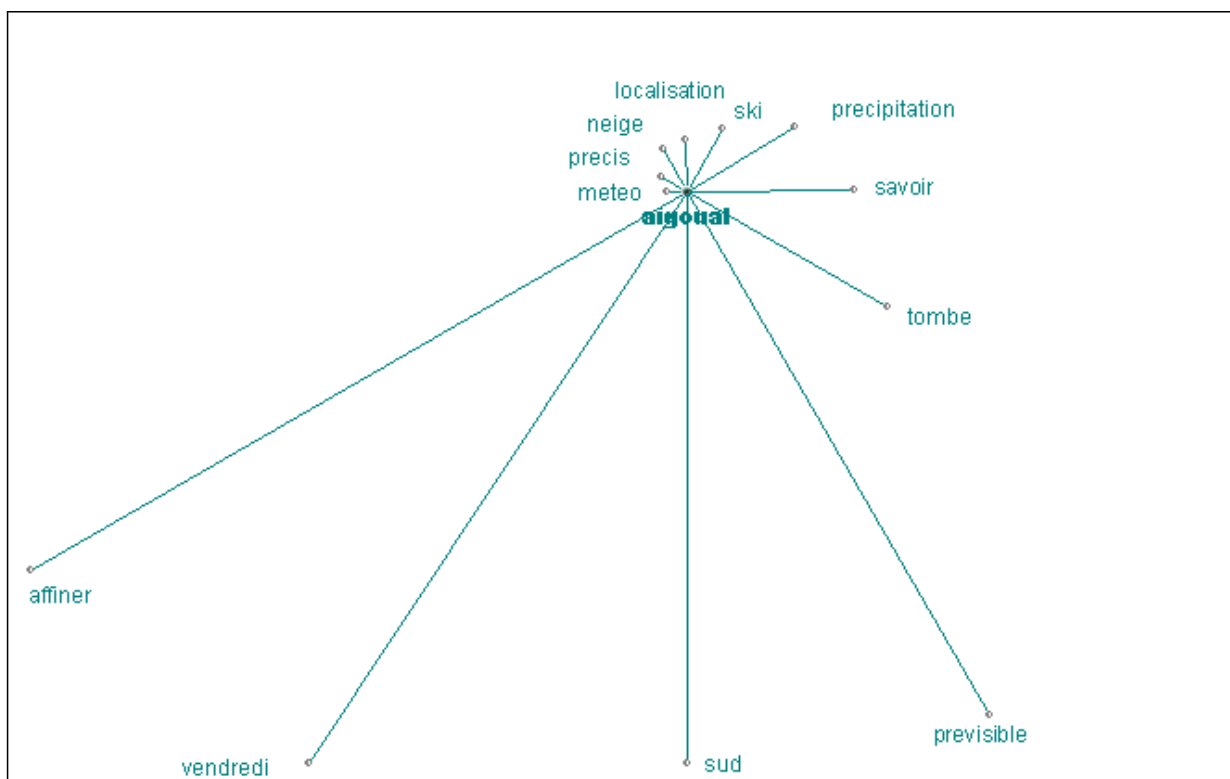 localisation
ski
precipitation
neige
precis
meteo
savoir
aigoual
tombe
affiner
previsible
sud
vendredi